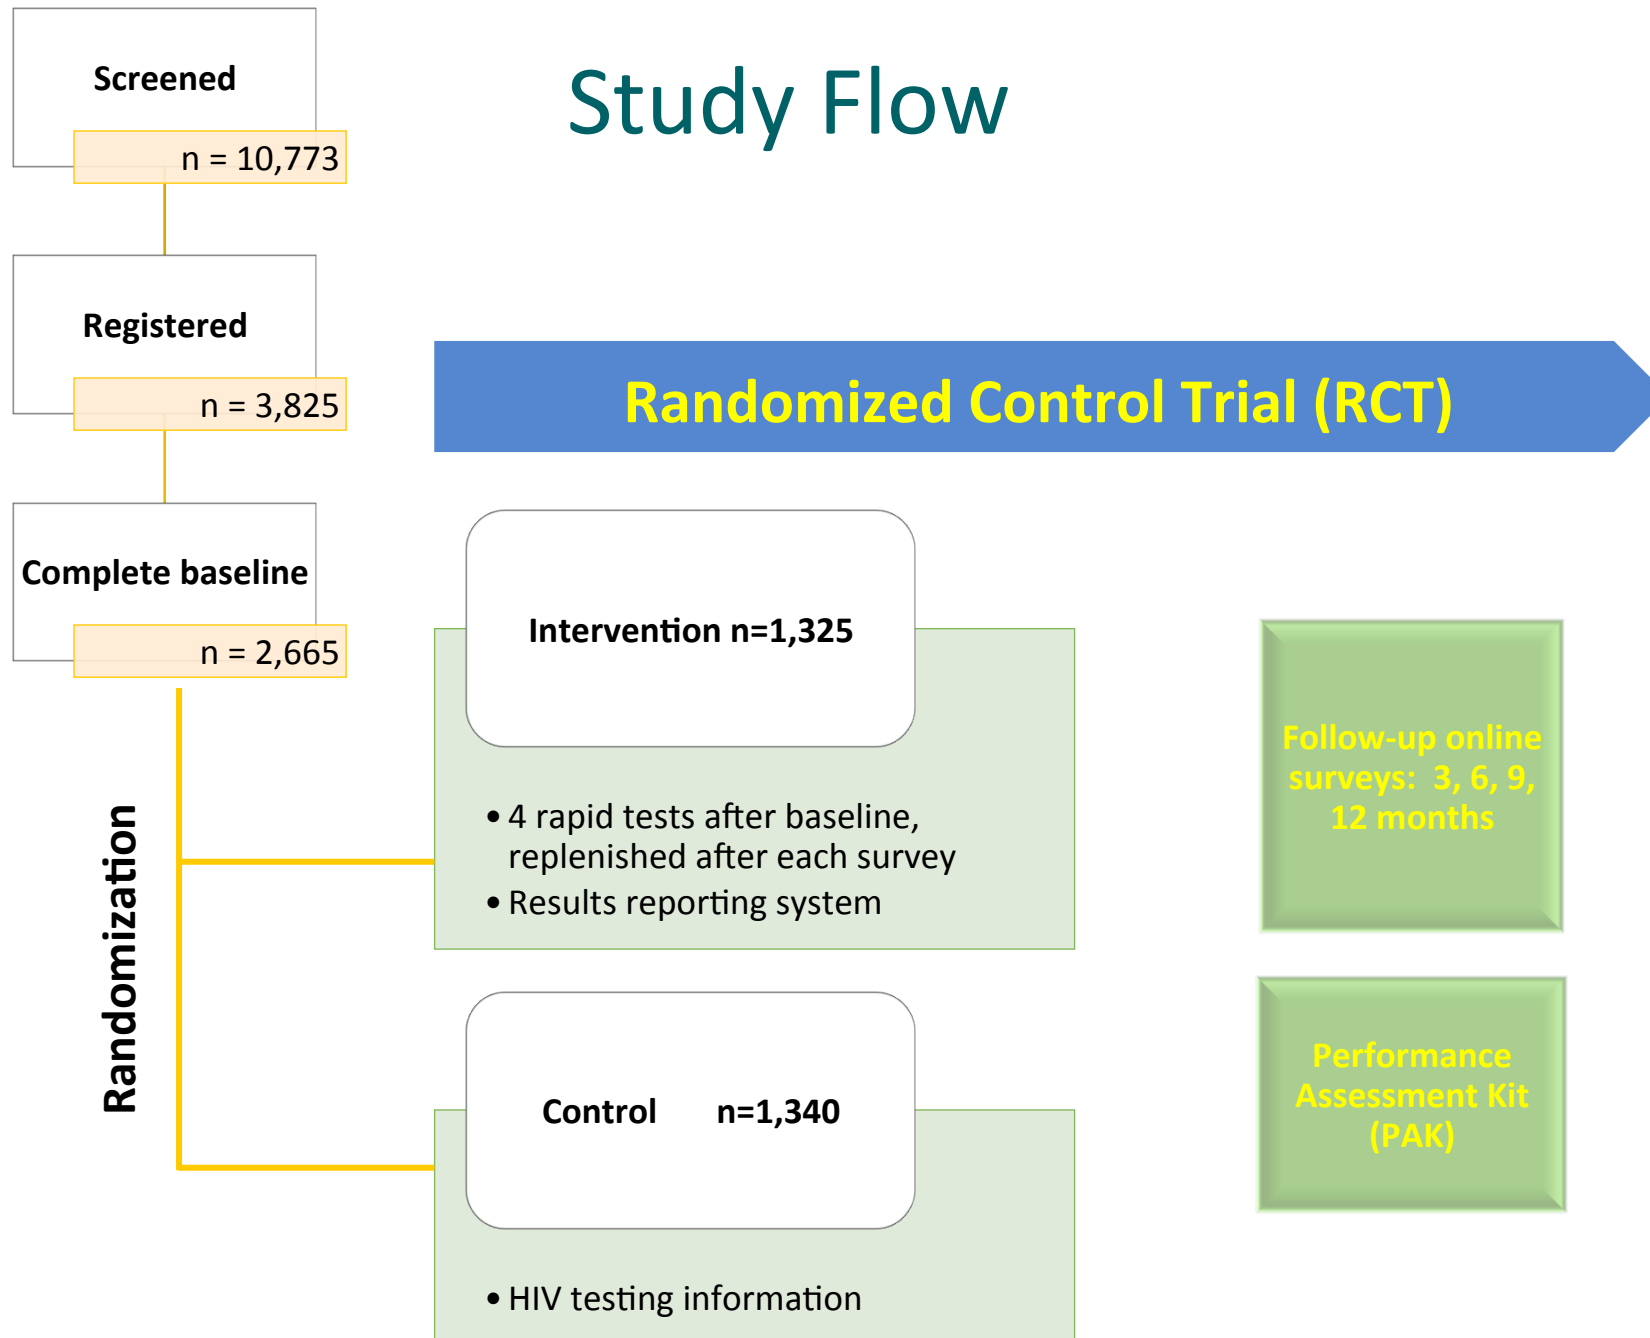 Study Flow
Screened
n = 10,773
Registered
n = 3,825
Complete baseline
n = 2,665
Randomization
Randomized Control Trial (RCT)
Intervention n=1,325
• 4 rapid tests after baseline,
replenished after each survey
• Results reporting system
Control n=1,340
• HIV testing information
Follow-up online
surveys: 3, 6, 9,
12 months
Performance
Assessment Kit
(PAK)